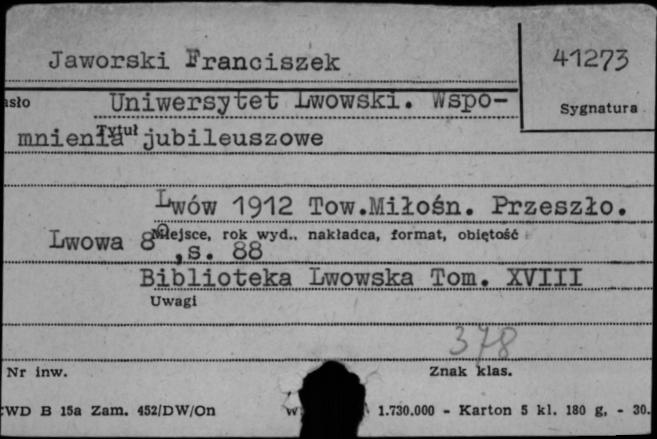 Jaworski Franciszek
41273
Sygnatura
Uniwersytet Lwowski. Wspo-
mnienia jubileuszowe
Tytuł
Lwów 1912 Tow.Miłośn. Przeszło.
Miejsce, rok wyd., nakładca, format, objętość
Lwowa 8°,s. 88
Biblioteka Lwowska Tom. XVIII
Uwagi
378
Nr inw.
Znak klas.
CWD B 15a Zam. 452/DW/On
1.730.000 - Karton 5 kl. 180 g, - 30.